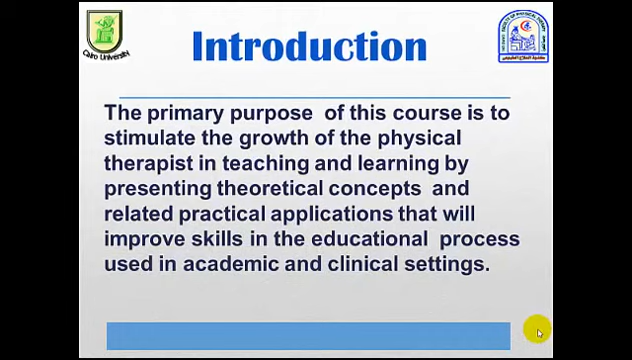 Introduction
Cairo University
The primary purpose of this course is to
stimulate the growth of the physical
therapist in teaching and learning by
presenting theoretical concepts and
related practical applications that will
improve skills in the educational process
used in academic and clinical settings.